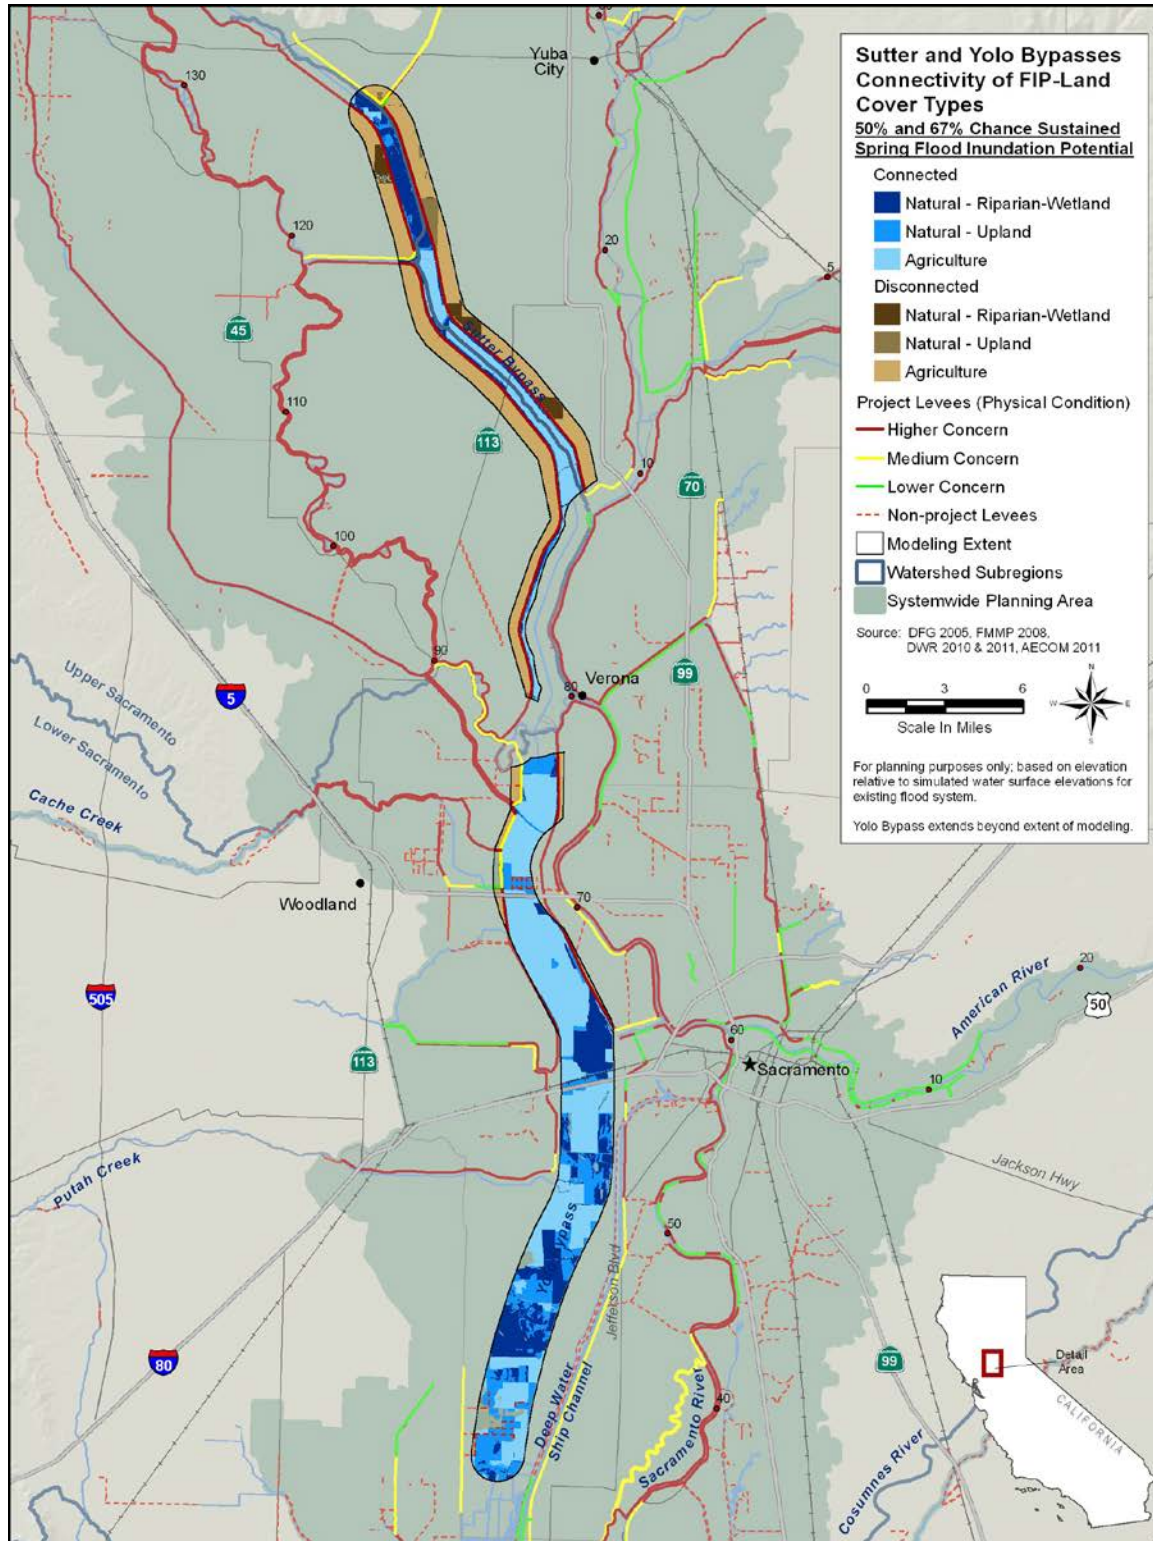 Sutter and Yolo Bypasses
Connectivity of FIP-Land
Cover Types
50% and 67% Chance Sustained
Spring Flood Inundation Potential
Connected
Natural - Riparian-Wetland
Natural - Upland
Agriculture
Disconnected
Natural - Riparian-Wetland
Natural - Upland
Agriculture
Project Levees (Physical Condition)
Higher Concern
Medium Concern
Lower Concern
Non-project Levees
Modeling Extent
Watershed Subregions
Systemwide Planning Area
Source: DFG 2005, FMMP 2008,
DWR 2010 & 2011, AECOM 2011
N
W E
S
0 3 6
Scale In Miles
For planning purposes only; based on elevation
relative to simulated water surface elevations for
existing flood system.
Yolo Bypass extends beyond extent of modeling.
Yuba
City
130
120
20
5
45
Sutter Bypass
110
113
10
70
100
90
Upper Sacramento
Lower Sacramento
5
80
Verona
99
Cache Creek
Woodland
70
505
American River
20
50
113
60
Sacramento
10
Putah Creek
Jackson Hwy
50
Jefferson Blvd
80
99
Detail
Area
CALIFORNIA
Deep Water
Ship Channel
40
Sacramento River
Cosumnes River